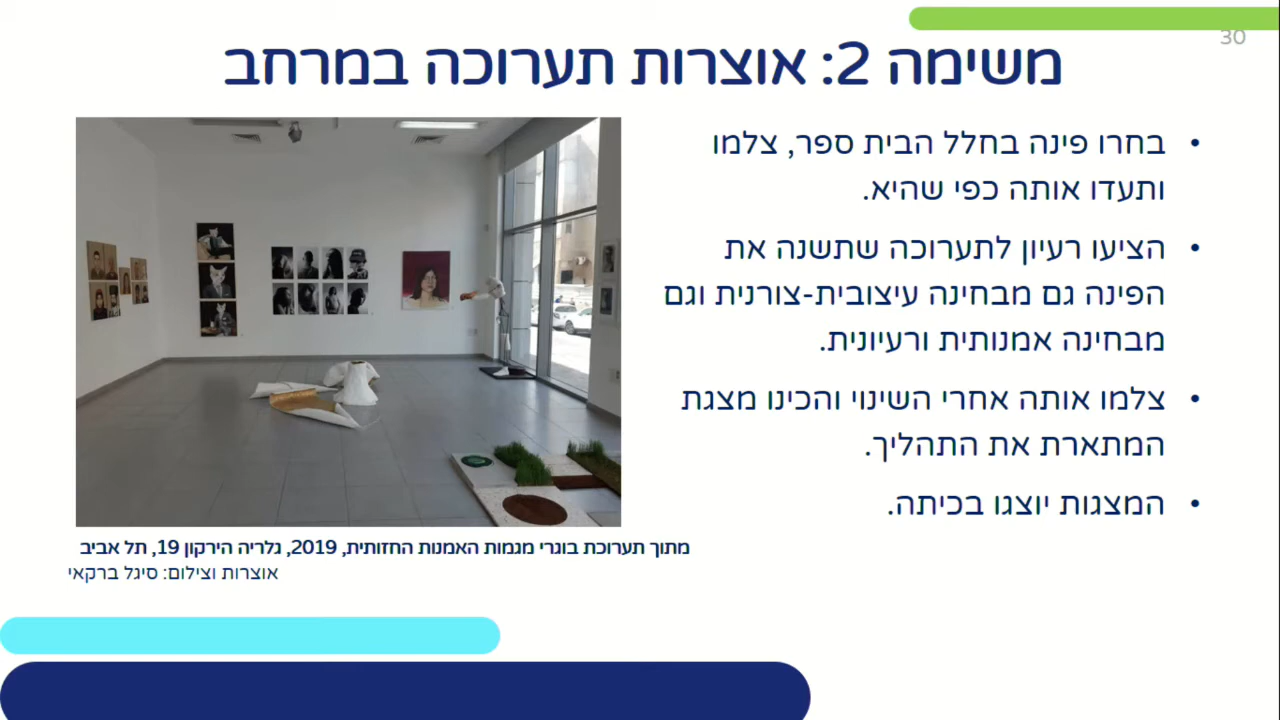 30
משימה 2: אוצרות תערוכה במרחב
• בחרו פינה בחלל הבית ספר, צלמו
ותעדו אותה כפי שהיא.
• הציעו רעיון לתערוכה שתשנה את
הפינה גם מבחינה עיצובית-צורנית וגם
מבחינה אמנותית ורעיונית.
• צלמו אותה אחרי השינוי והכינו מצגת
המתארת את התהליך.
• המצגות יוצגו בכיתה.
מתוך תערוכת בוגרי מגמות האמנות החזותית, 2019, גלריה הירקון 19, תל אביב
אוצרות וצילום: סיגל ברקאי